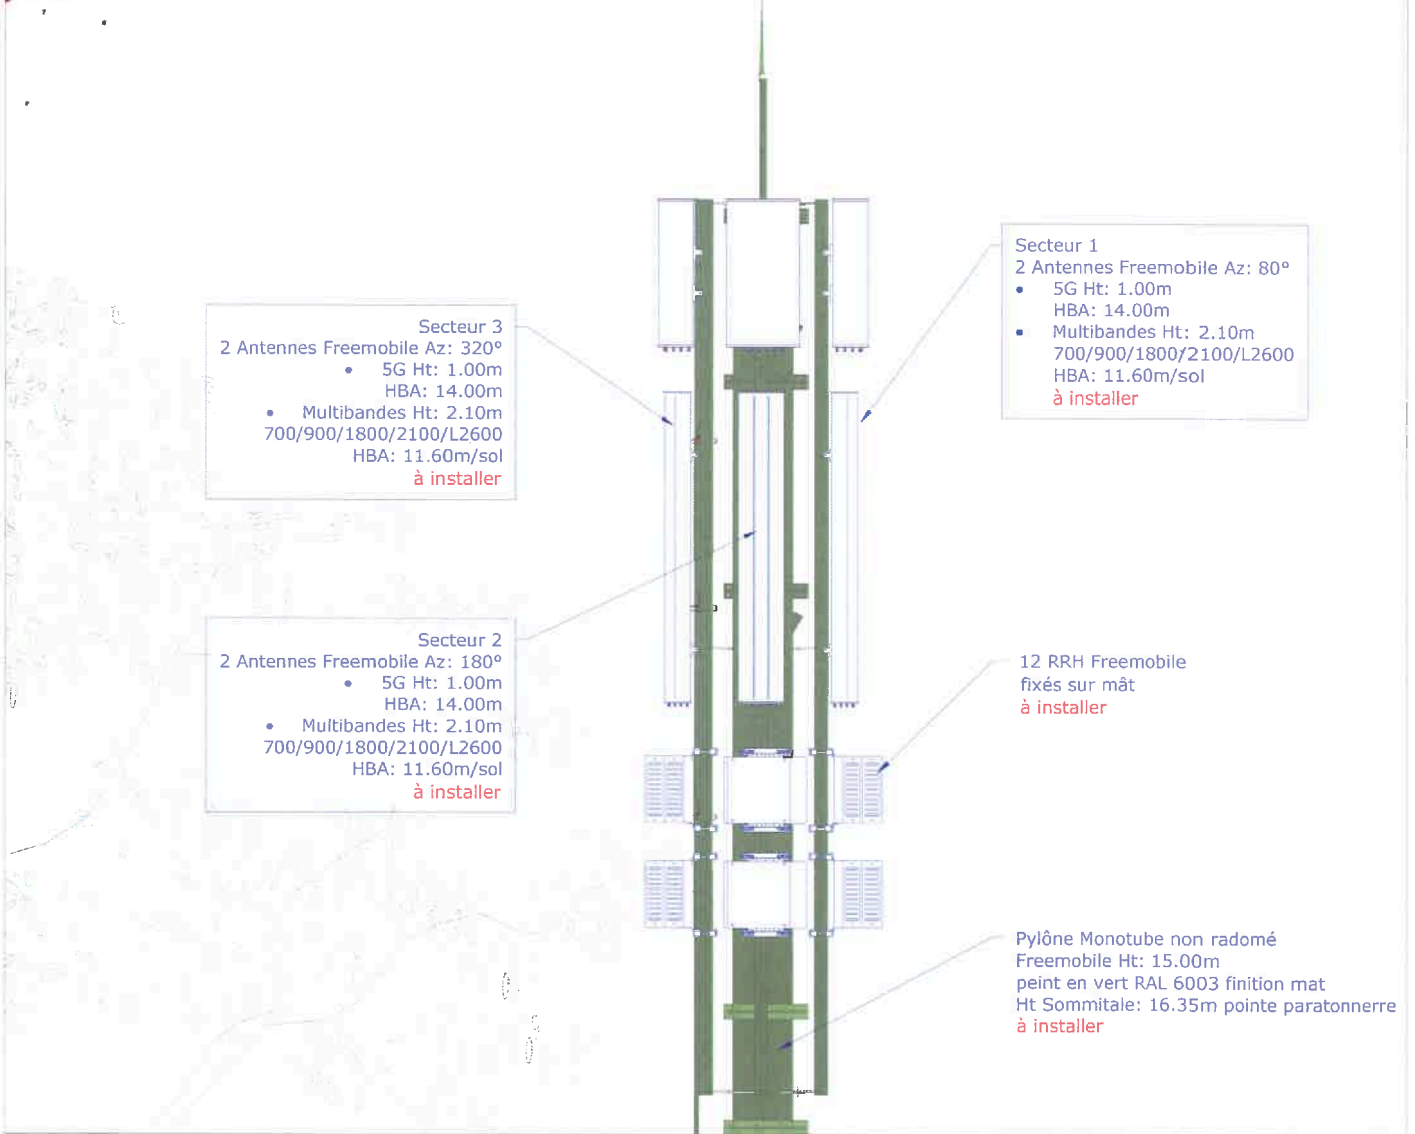 Secteur 1
2 Antennes Freemobile Az: 80°
• 5G Ht: 1.00m
HBA: 14.00m
• Multibandes Ht: 2.10m
700/900/1800/2100/L2600
HBA: 11.60m/sol
à installer
Secteur 3
2 Antennes Freemobile Az: 320°
• 5G Ht: 1.00m
HBA: 14.00m
• Multibandes Ht: 2.10m
700/900/1800/2100/L2600
HBA: 11.60m/sol
à installer
Secteur 2
2 Antennes Freemobile Az: 180°
• 5G Ht: 1.00m
HBA: 14.00m
• Multibandes Ht: 2.10m
700/900/1800/2100/L2600
HBA: 11.60m/sol
à installer
12 RRH Freemobile
fixés sur mât
à installer
Pylône Monotube non radomé
Freemobile Ht: 15.00m
peint en vert RAL 6003 finition mat
Ht Sommitale: 16.35m pointe paratonnerre
à installer